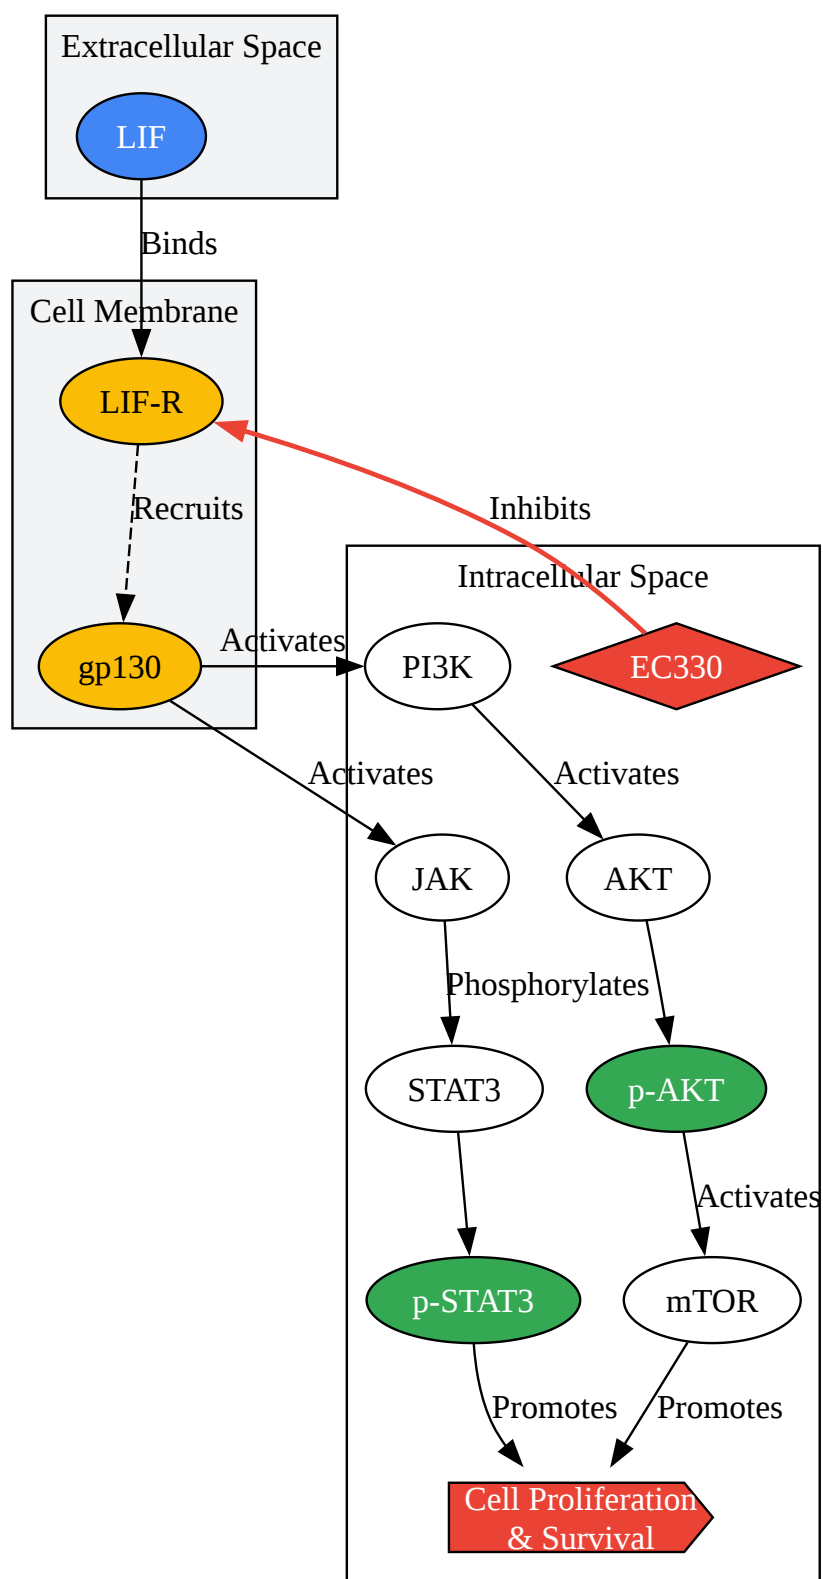 Extracellular Space
LIF
Binds
Cell Membrane
LIF-R
Recruits
Inhibits
Intracellular Space
gp130
Activates
PI3K
EC330
Activates
Activates
JAK
AKT
Phosphorylates
STAT3
p-AKT
Activates
p-STAT3
mTOR
Promotes
Promotes
Cell Proliferation
& Survival